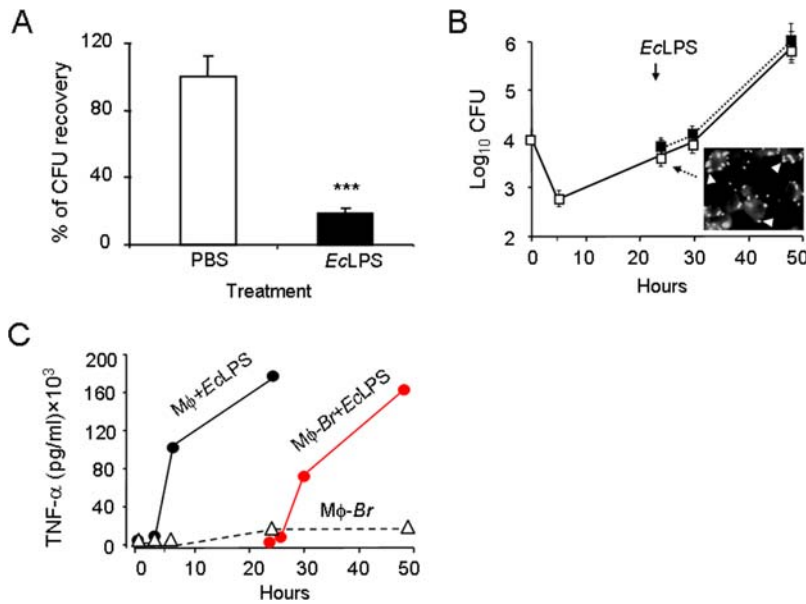 A
% of CFU recovery
120
80
40
0
***
PBS
EcLPS
Treatment
B
Log10 CFU
6
5
4
3
2
EcLPS
0
10
20
30
40
50
Hours
C
TNF-α (pg/ml)×10³
200
160
120
80
40
0
Mϕ+EcLPS
Mϕ-Br+EcLPS
Mϕ-Br
0
10
20
30
40
50
Hours